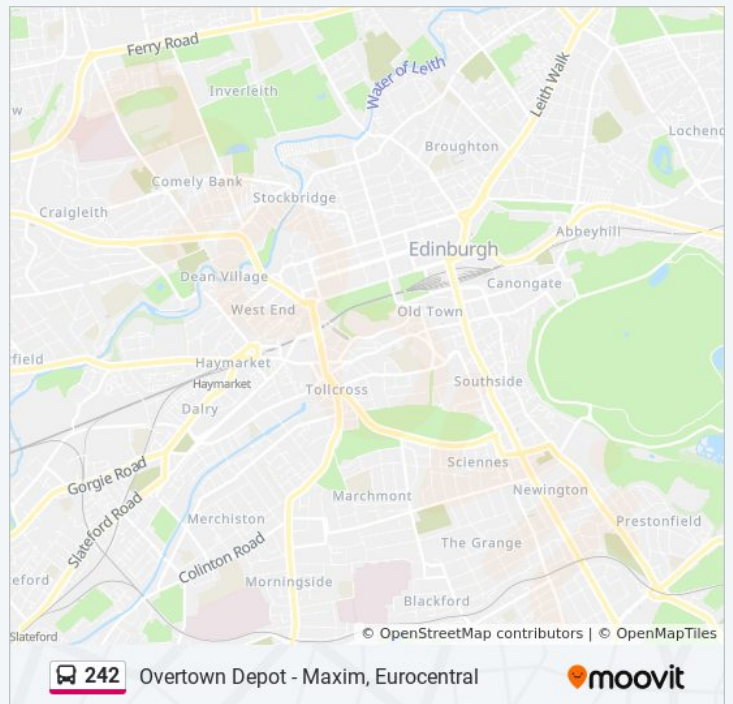 Ferry Road
Inverleith
Water of Leith
Leith Walk
w
Broughton
Lochend
Comely Bank
Stockbridge
Craigleith
Abbeyhill
Edinburgh
Dean Village
Canongate
West End
Old Town
rfield
Haymarket
Haymarket
Tollcross
Southside
Dalry
Gorgie Road
Sciennes
Newington
Marchmont
Slateford Road
Merchiston
Prestonfield
The Grange
Colinton Road
eford
Morningside
Blackford
Slateford
© OpenStreetMap contributors | © OpenMapTiles
242 Overtown Depot - Maxim, Eurocentral
moovit